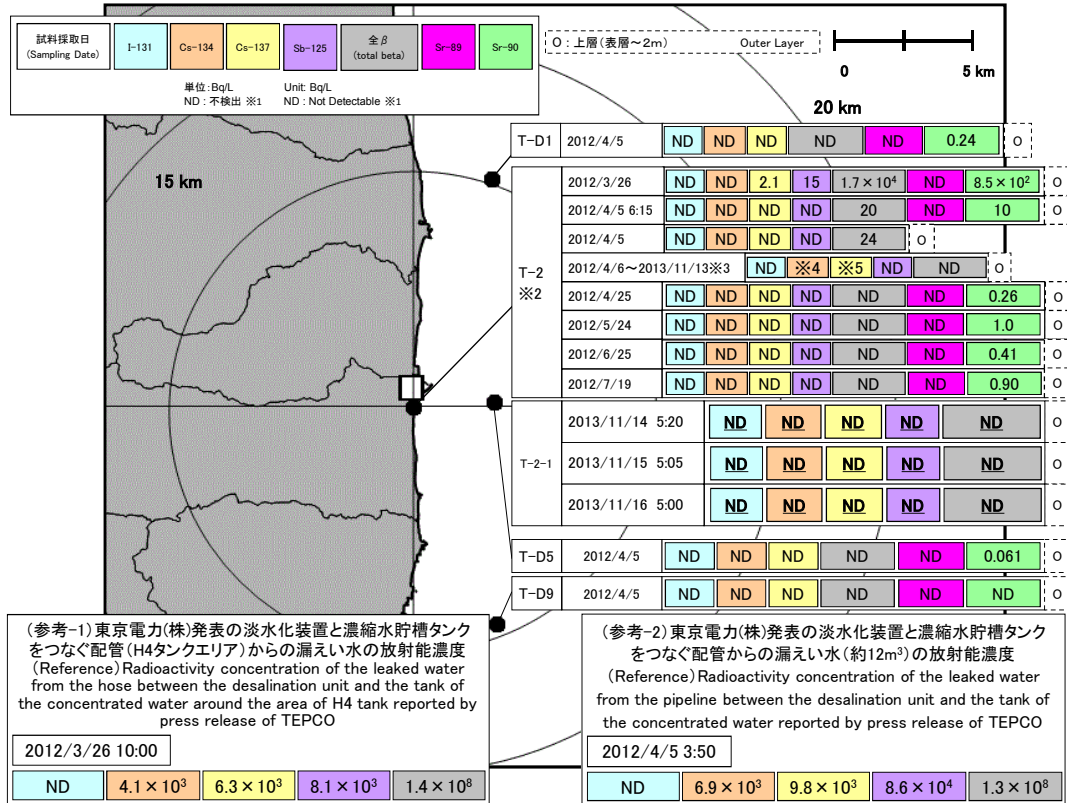 試料採取日
(Sampling Date)
I-131
Cs-134
Cs-137
Sb-125
全β
(total beta)
Sr-89
Sr-90
単位:Bq/L Unit: Bq/L
ND : 不検出 ※1 ND : Not Detectable ※1
O : 上層(表層～2m) Outer Layer
0 5 km
20 km
15 km
T-D1 2012/4/5 ND ND ND ND ND 0.24 O
T-2
※2
2012/3/26 ND ND 2.1 15 1.7×10⁴ ND 8.5×10² O
2012/4/5 6:15 ND ND ND ND 20 ND 10 O
2012/4/5 ND ND ND ND 24 O
2012/4/6～2013/11/13※3 ND ※4 ※5 ND ND O
2012/4/25 ND ND ND ND ND ND 0.26 O
2012/5/24 ND ND ND ND ND ND 1.0 O
2012/6/25 ND ND ND ND ND ND 0.41 O
2012/7/19 ND ND ND ND ND ND 0.90 O
T-2-1
2013/11/14 5:20 ND ND ND ND ND O
2013/11/15 5:05 ND ND ND ND ND O
2013/11/16 5:00 ND ND ND ND ND O
T-D5 2012/4/5 ND ND ND ND ND 0.061 O
T-D9 2012/4/5 ND ND ND ND ND ND O
(参考-1)東京電力(株)発表の淡水化装置と濃縮水貯槽タンク
をつなぐ配管(H4タンクエリア)からの漏えい水の放射能濃度
(Reference)Radioactivity concentration of the leaked water
from the hose between the desalination unit and the tank of
the concentrated water around the area of H4 tank reported by
press release of TEPCO
2012/3/26 10:00
ND 4.1×10³ 6.3×10³ 8.1×10³ 1.4×10⁸
(参考-2)東京電力(株)発表の淡水化装置と濃縮水貯槽タンク
をつなぐ配管からの漏えい水(約12m³)の放射能濃度
(Reference)Radioactivity concentration of the leaked water
from the pipeline between the desalination unit and the tank of
the concentrated water reported by press release of TEPCO
2012/4/5 3:50
ND 6.9×10³ 9.8×10³ 8.6×10⁴ 1.3×10⁸